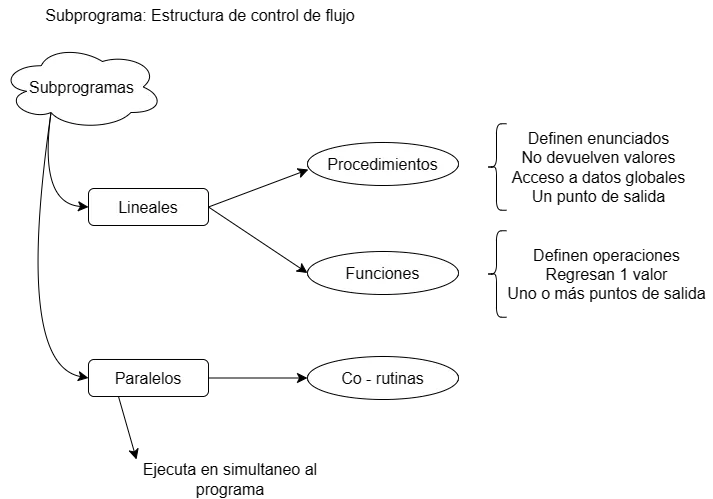 Subprograma: Estructura de control de flujo
Subprogramas
Lineales
Procedimientos
Definen enunciados
No devuelven valores
Acceso a datos globales
Un punto de salida
Funciones
Definen operaciones
Regresan 1 valor
Uno o más puntos de salida
Paralelos
Co - rutinas
Ejecuta en simultaneo al
programa